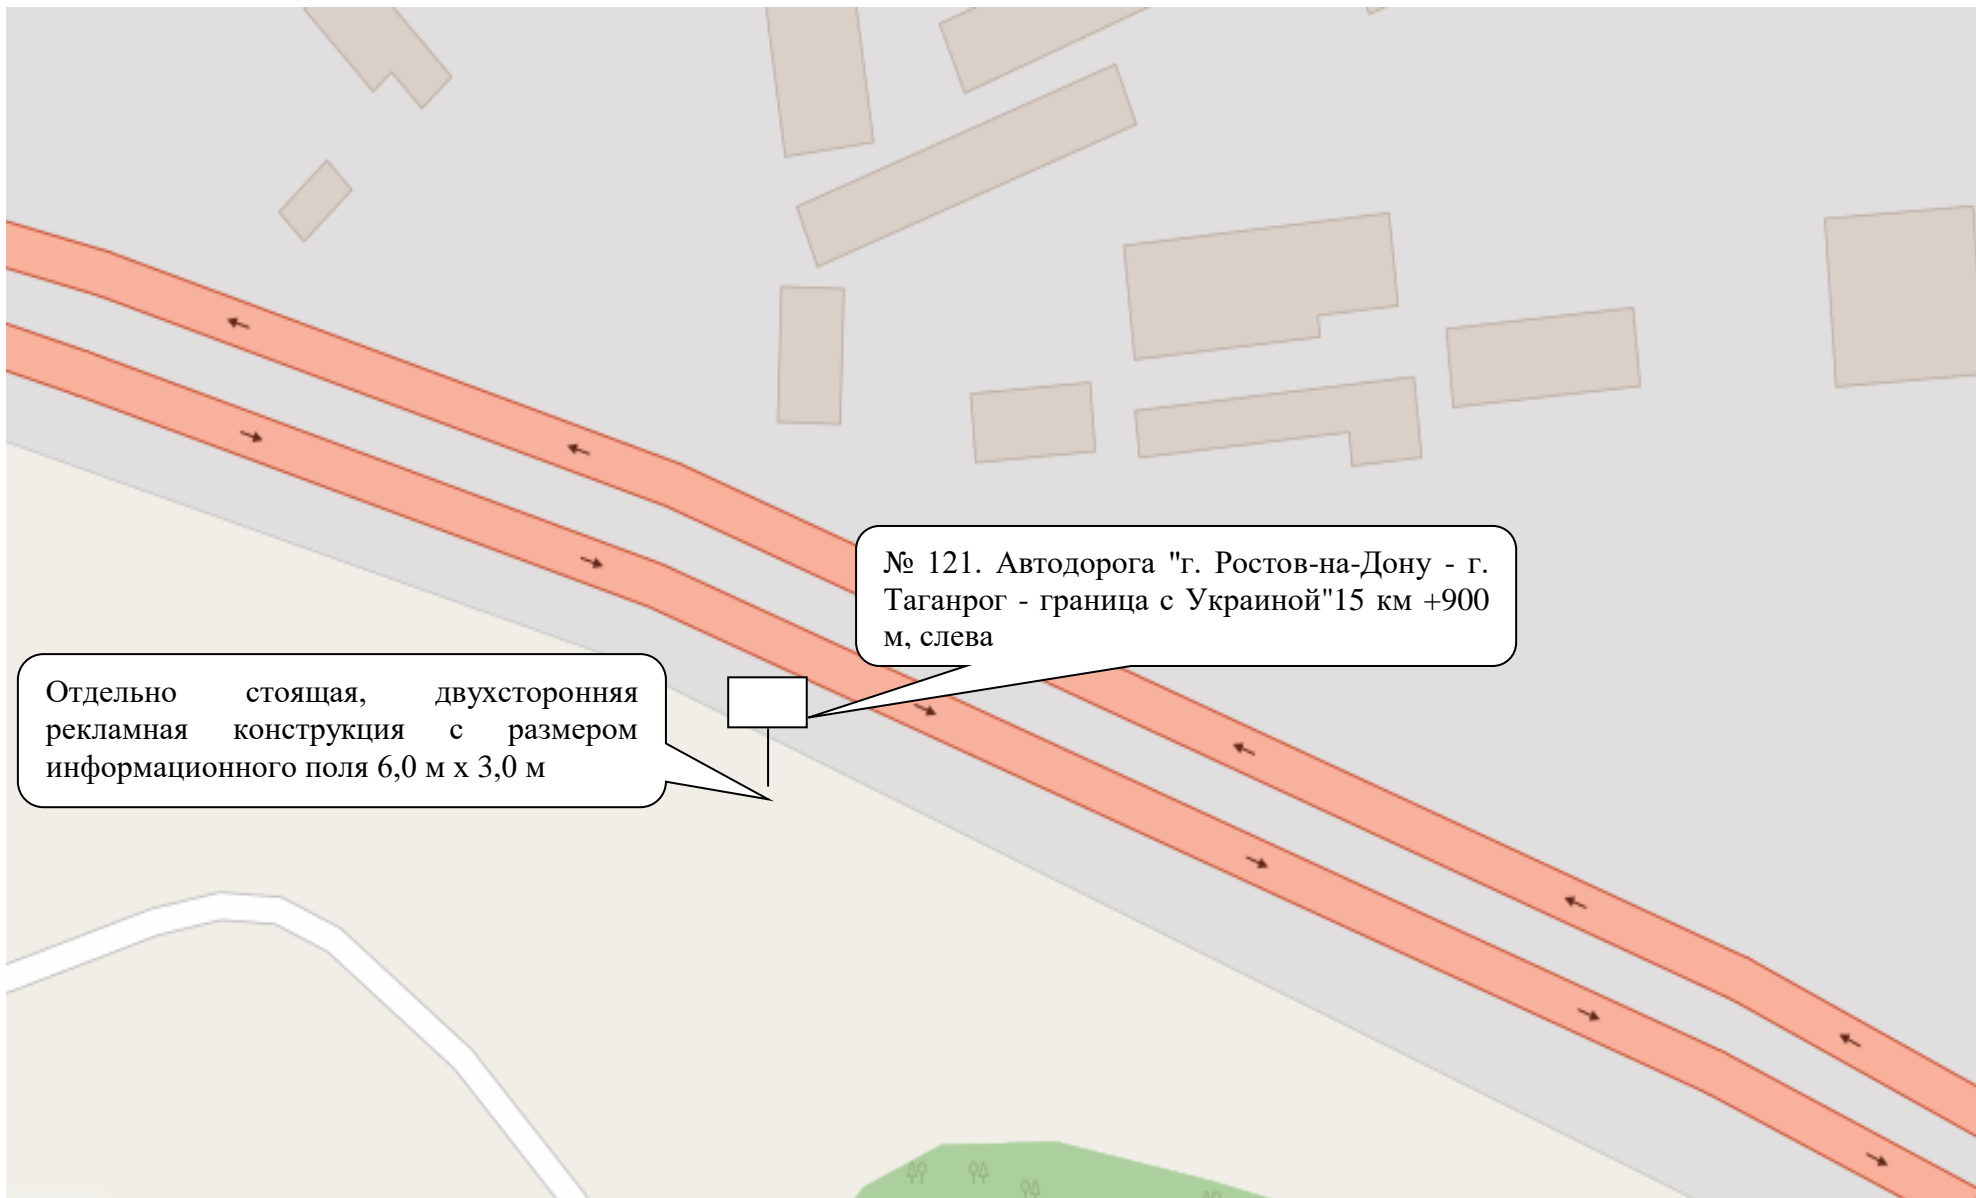 № 121. Автодорога "г. Ростов-на-Дону - г.
Таганрог - граница с Украиной"15 км +900
м, слева
Отдельно стоящая, двухсторонняя
рекламная конструкция с размером
информационного поля 6,0 м х 3,0 м